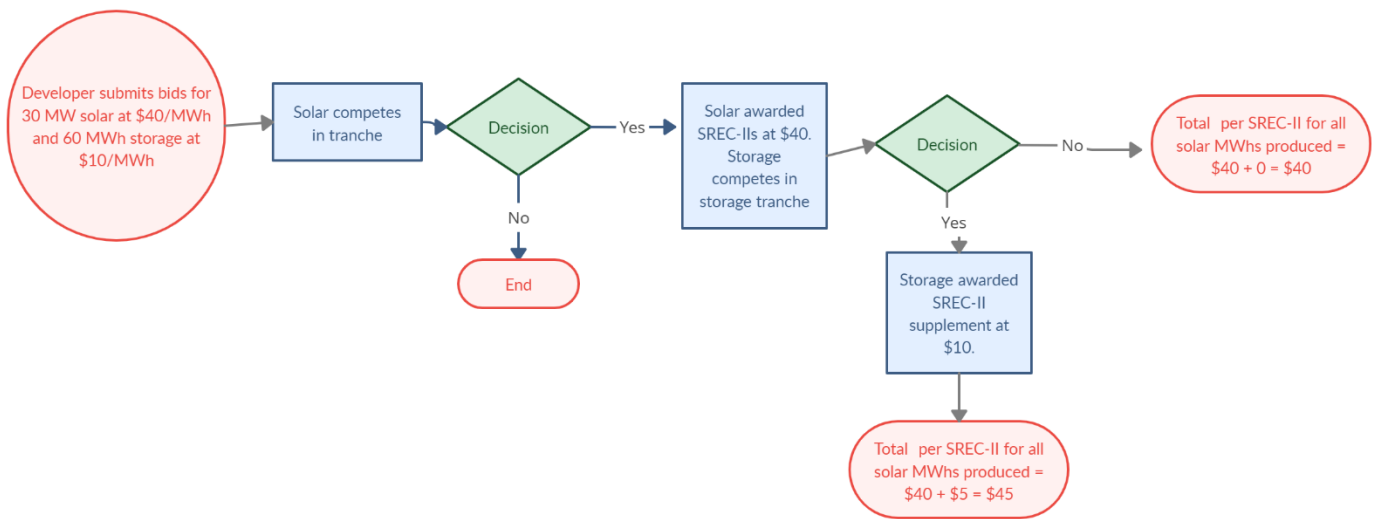 Developer submits bids for
30 MW solar at $40/MWh
and 60 MWh storage at
$10/MWh
Solar competes
in tranche
Decision
Yes
No
End
Solar awarded
SREC-IIs at $40.
Storage
competes in
storage tranche
Decision
No
Total per SREC-II for all
solar MWhs produced =
$40 + 0 = $40
Yes
Storage awarded
SREC-II
supplement at
$10.
Total per SREC-II for all
solar MWhs produced =
$40 + $5 = $45